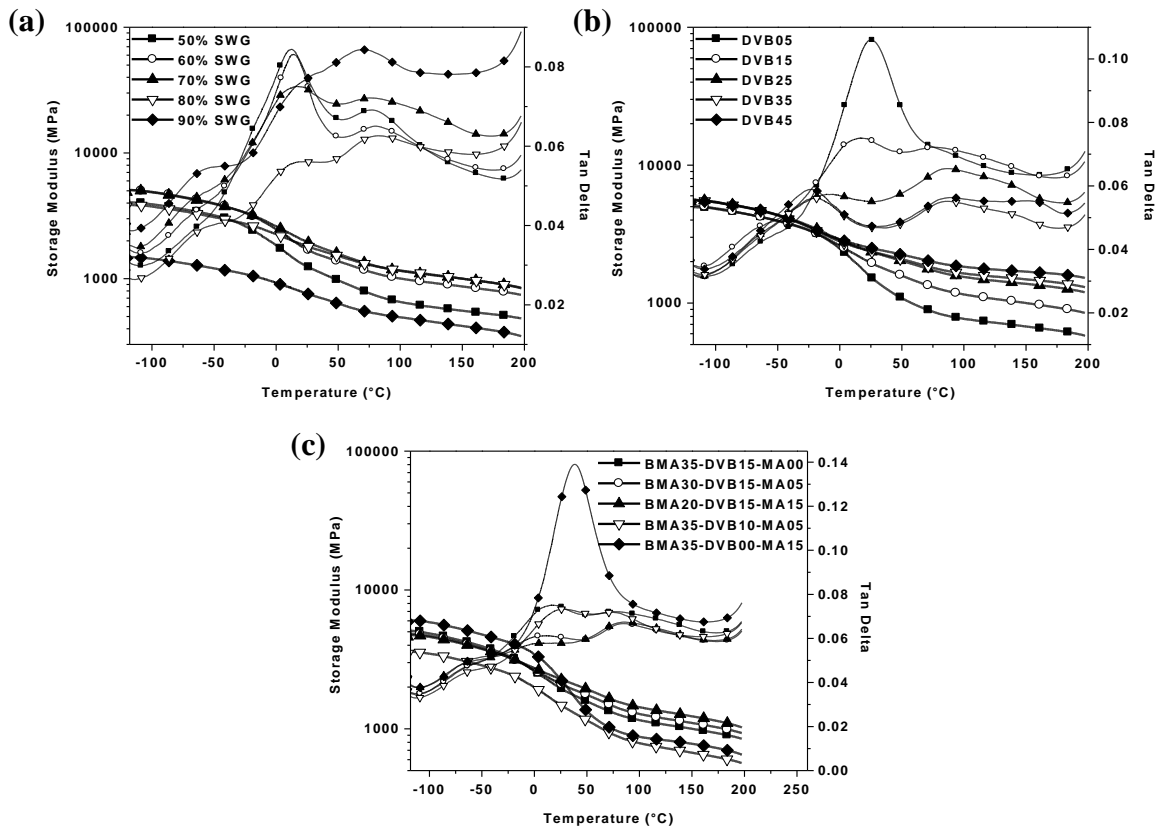 (a)
50% SWG
60% SWG
70% SWG
80% SWG
90% SWG
100000
10000
1000
Storage Modulus (MPa)
0.08
0.06
0.04
0.02
Tan Delta
-100 -50 0 50 100 150 200
Temperature (°C)
(b)
DVB05
DVB15
DVB25
DVB35
DVB45
100000
10000
1000
Storage Modulus (MPa)
0.10
0.08
0.06
0.04
0.02
Tan Delta
-100 -50 0 50 100 150 200
Temperature (°C)
(c)
BMA35-DVB15-MA00
BMA30-DVB15-MA05
BMA20-DVB15-MA15
BMA35-DVB10-MA05
BMA35-DVB00-MA15
100000
10000
1000
Storage Modulus (MPa)
0.14
0.12
0.10
0.08
0.06
0.04
0.02
0.00
Tan Delta
-100 -50 0 50 100 150 200 250
Temperature (°C)